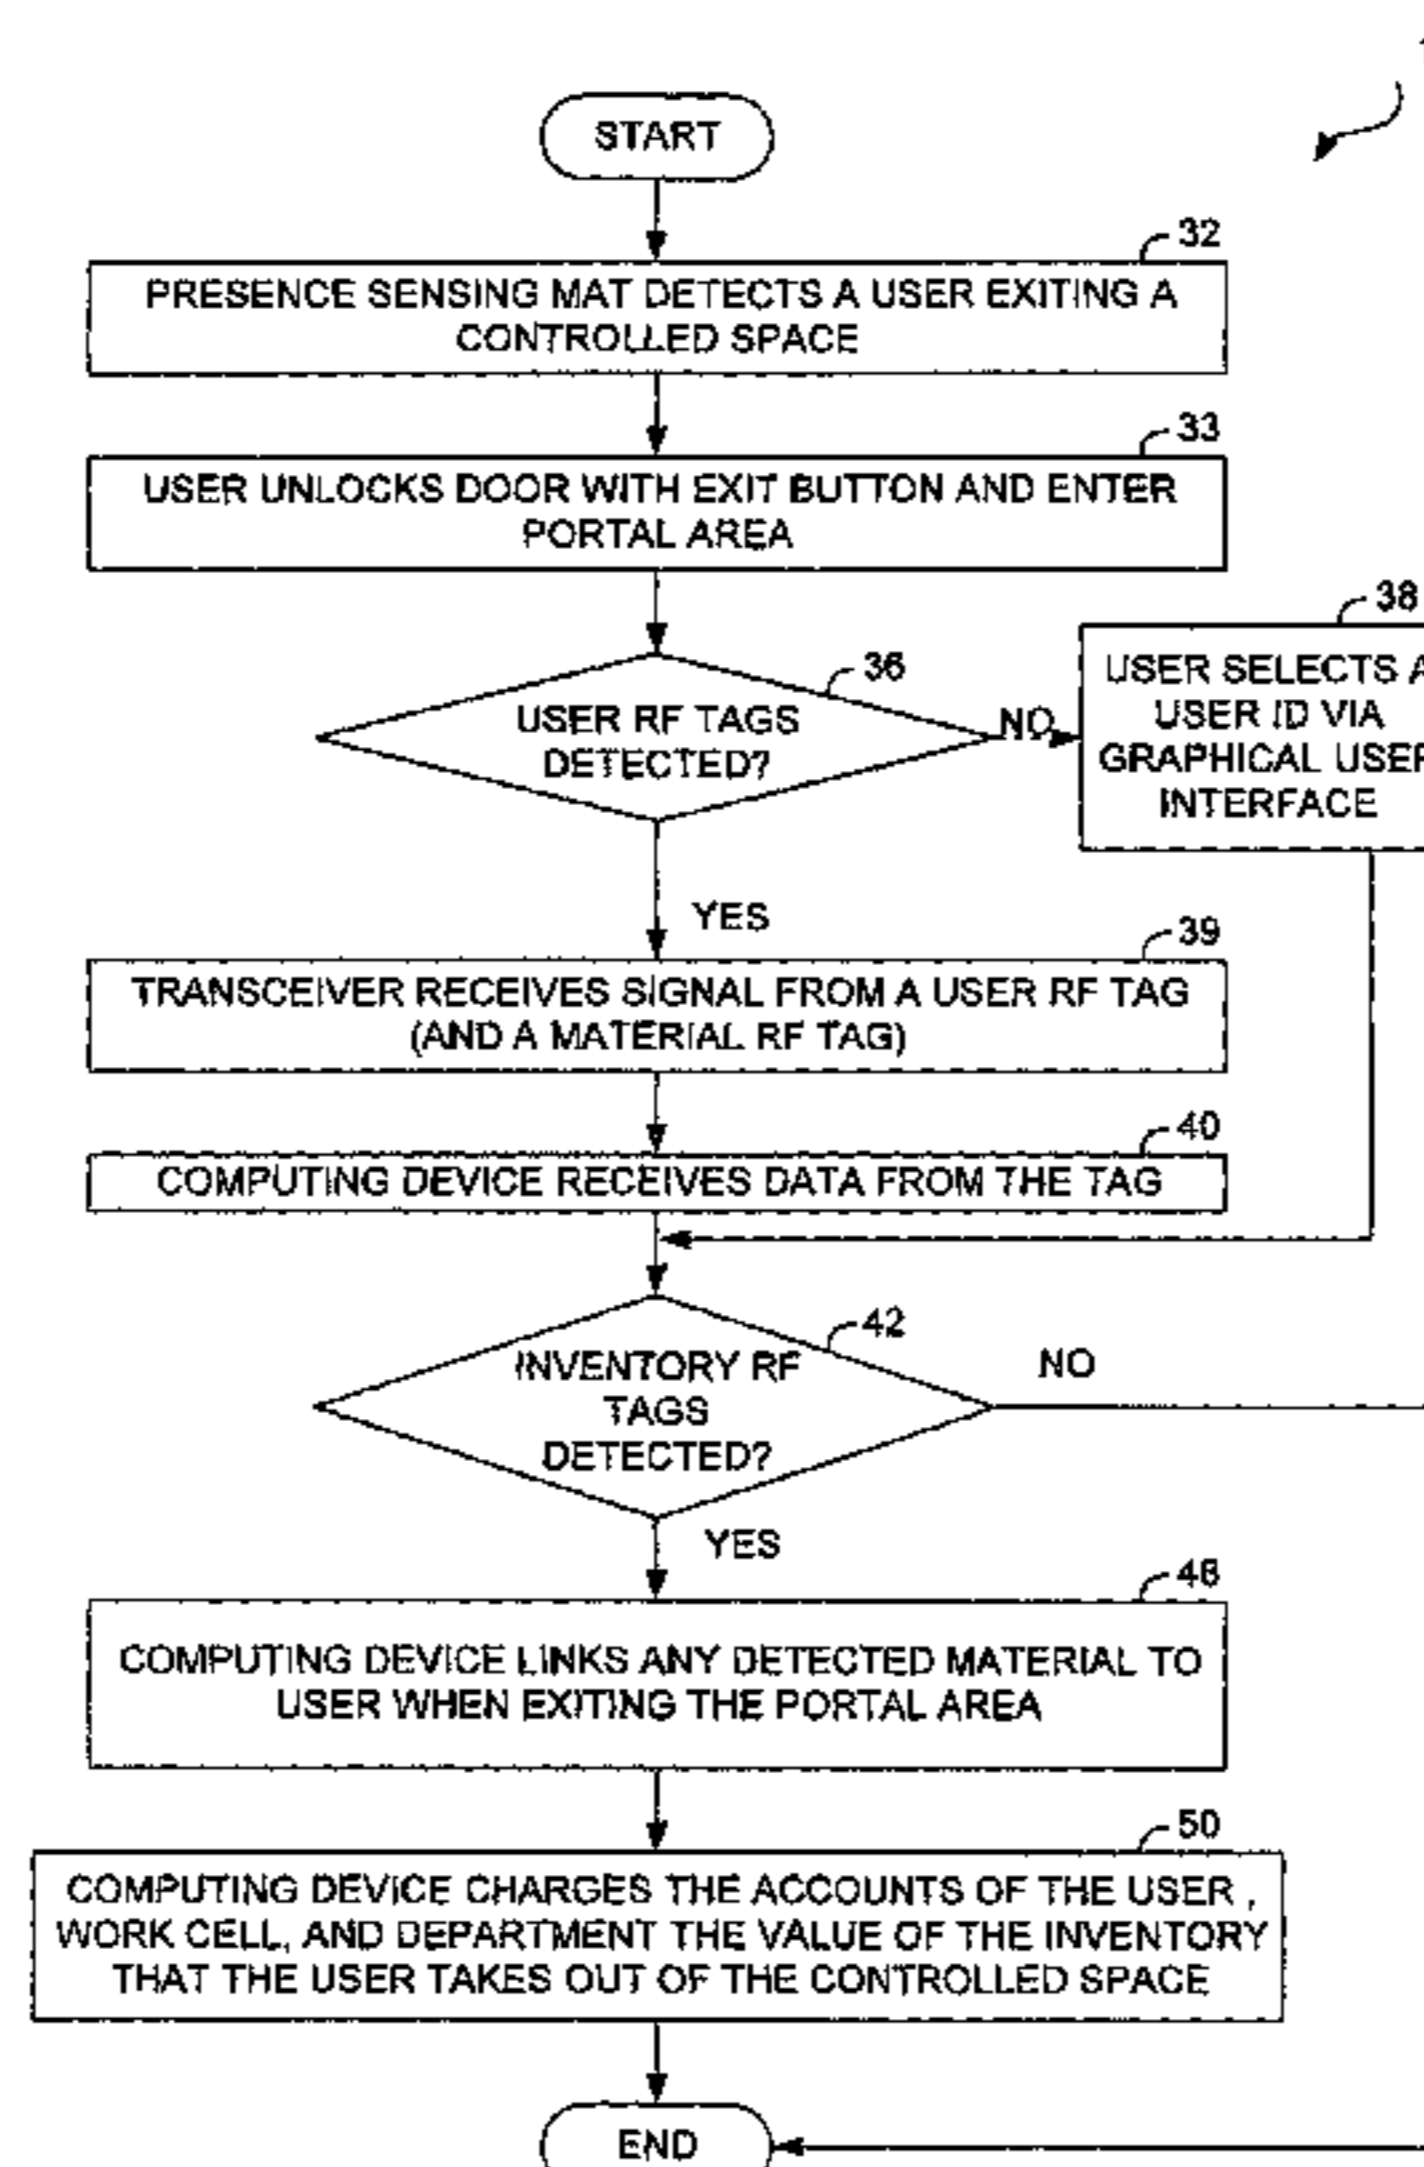 START
32
PRESENCE SENSING MAT DETECTS A USER EXITING A
CONTROLLED SPACE
33
USER UNLOCKS DOOR WITH EXIT BUTTON AND ENTER
PORTAL AREA
36
USER RF TAGS
DETECTED?
NO
38
USER SELECTS A
USER ID VIA
GRAPHICAL USER
INTERFACE
YES
39
TRANSCEIVER RECEIVES SIGNAL FROM A USER RF TAG
(AND A MATERIAL RF TAG)
40
COMPUTING DEVICE RECEIVES DATA FROM THE TAG
42
INVENTORY RF
TAGS
DETECTED?
NO
YES
COMPUTING DEVICE LINKS ANY DETECTED MATERIAL TO
USER WHEN EXITING THE PORTAL AREA
50
COMPUTING DEVICE CHARGES THE ACCOUNTS OF THE USER ,
WORK CELL, AND DEPARTMENT THE VALUE OF THE INVENTORY
THAT THE USER TAKES OUT OF THE CONTROLLED SPACE
END